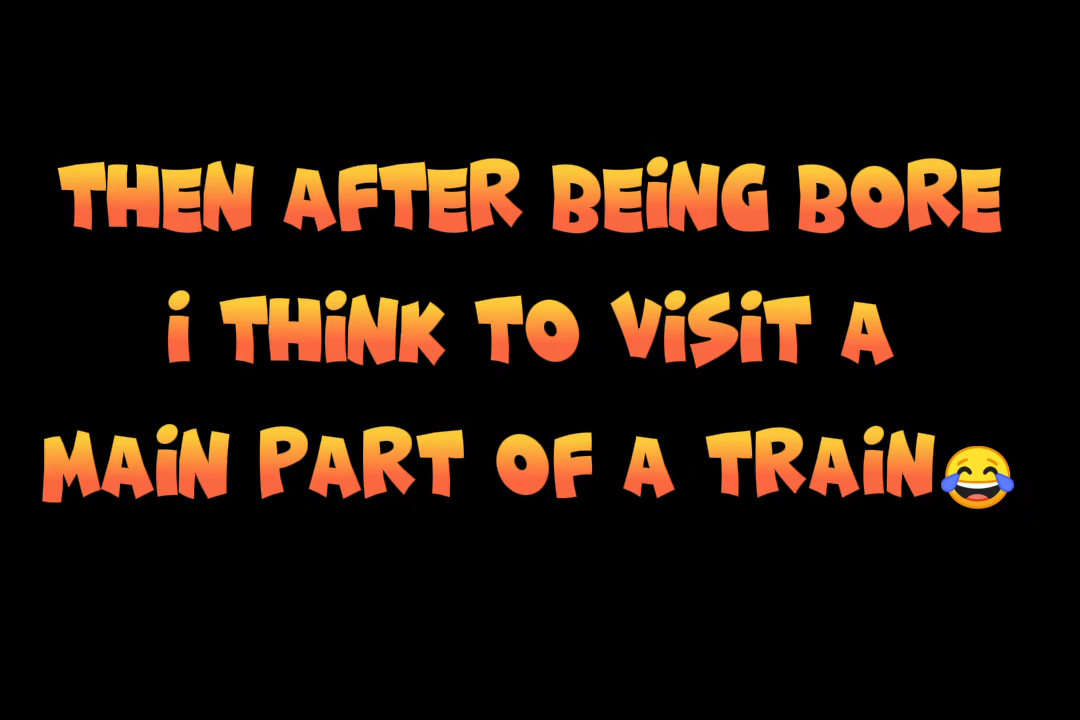 THEN AFTER BEiNG BORE
i THiNK TO ViSiT A
MAiN PART OF A TRAiN😂